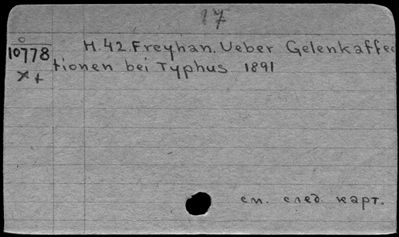 17
10778
H.42. Freyhan. Ueber Gelenkaffec
tionen bei Typhus 1891
см. след. карт.